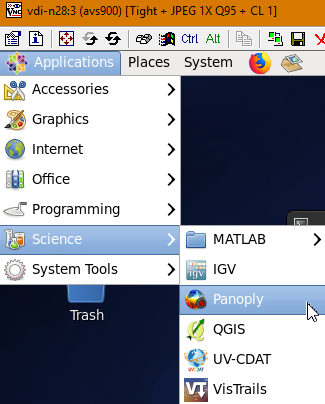 vdi-n28:3 (avs900) [Tight + JPEG 1X Q95 + CL 1]
Ctrl Alt
Applications Places System
Accessories
Graphics
Internet
Office
Programming
Science
System Tools
MATLAB
IGV
Panoply
QGIS
UV-CDAT
VisTrails
Trash